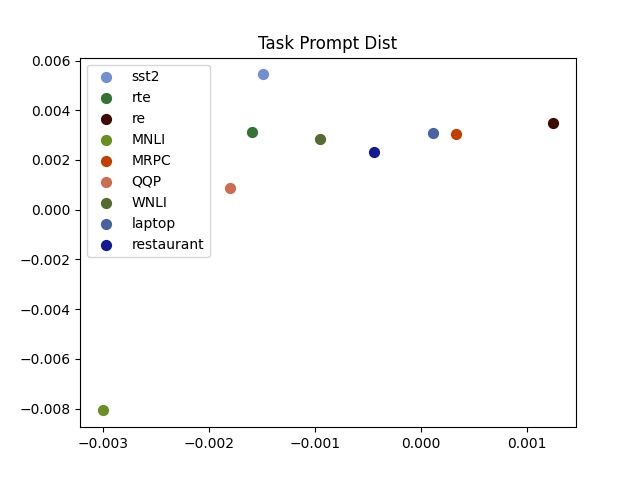 Task Prompt Dist
sst2
rte
re
MNLI
MRPC
QQP
WNLI
laptop
restaurant
0.006
0.004
0.002
0.000
−0.002
−0.004
−0.006
−0.008
−0.003
−0.002
−0.001
0.000
0.001